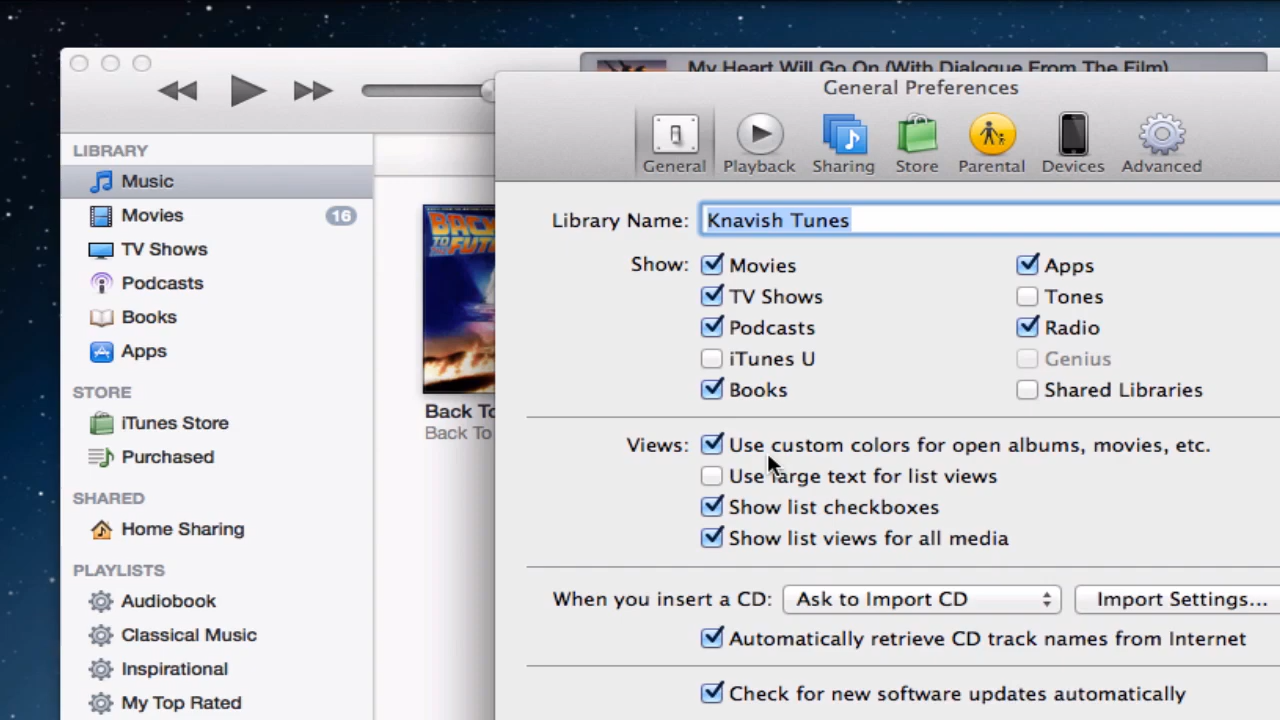 My Heart Will Go On (With Dialogue From The Film)
General Preferences
General Playback Sharing Store Parental Devices Advanced
LIBRARY
Music
Movies 16
TV Shows
Podcasts
Books
Apps
STORE
iTunes Store
Purchased
SHARED
Home Sharing
PLAYLISTS
Audiobook
Classical Music
Inspirational
My Top Rated
BACK
TO THE
FUTU
Back To
Back To
Library Name: Knavish Tunes
Show: Movies Apps
TV Shows Tones
Podcasts Radio
iTunes U Genius
Books Shared Libraries
Views: Use custom colors for open albums, movies, etc.
Use large text for list views
Show list checkboxes
Show list views for all media
When you insert a CD: Ask to Import CD Import Settings...
Automatically retrieve CD track names from Internet
Check for new software updates automatically